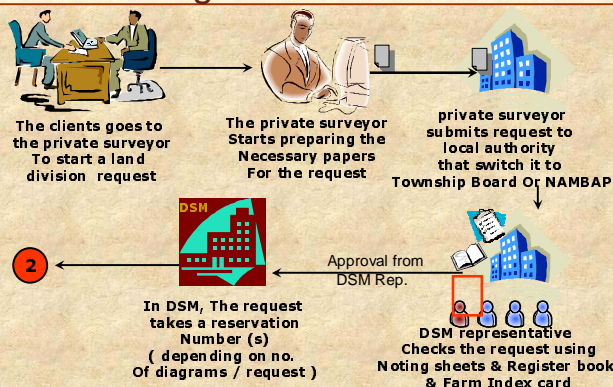 The clients goes to
the private surveyor
To start a land
division request
The private surveyor
Starts preparing the
Necessary papers
For the request
private surveyor
submits request to
local authority
that switch it to
Township Board Or NAMBAP
DSM representative
Checks the request using
Noting sheets & Register book
& Farm Index card
Approval from
DSM Rep.
DSM
In DSM, The request
takes a reservation
Number (s)
( depending on no.
Of diagrams / request )
2